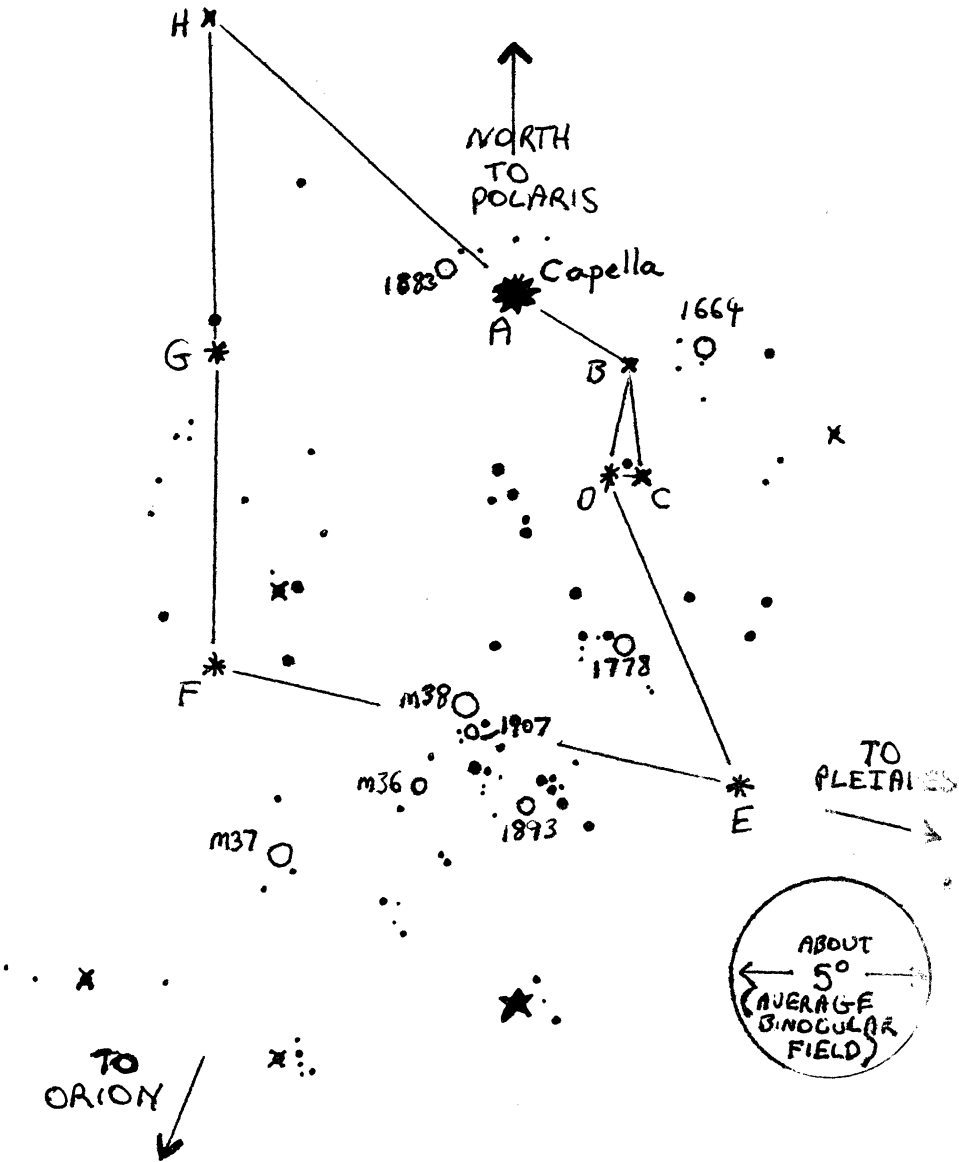 H
NORTH
TO
POLARIS
1883
Capella
A
1664
G
B
D C
1778
F
M38
1907
M36
1893
E
TO
M37
ABOUT
5°
(AVERAGE
BINOCULAR
FIELD)
TO
ORION